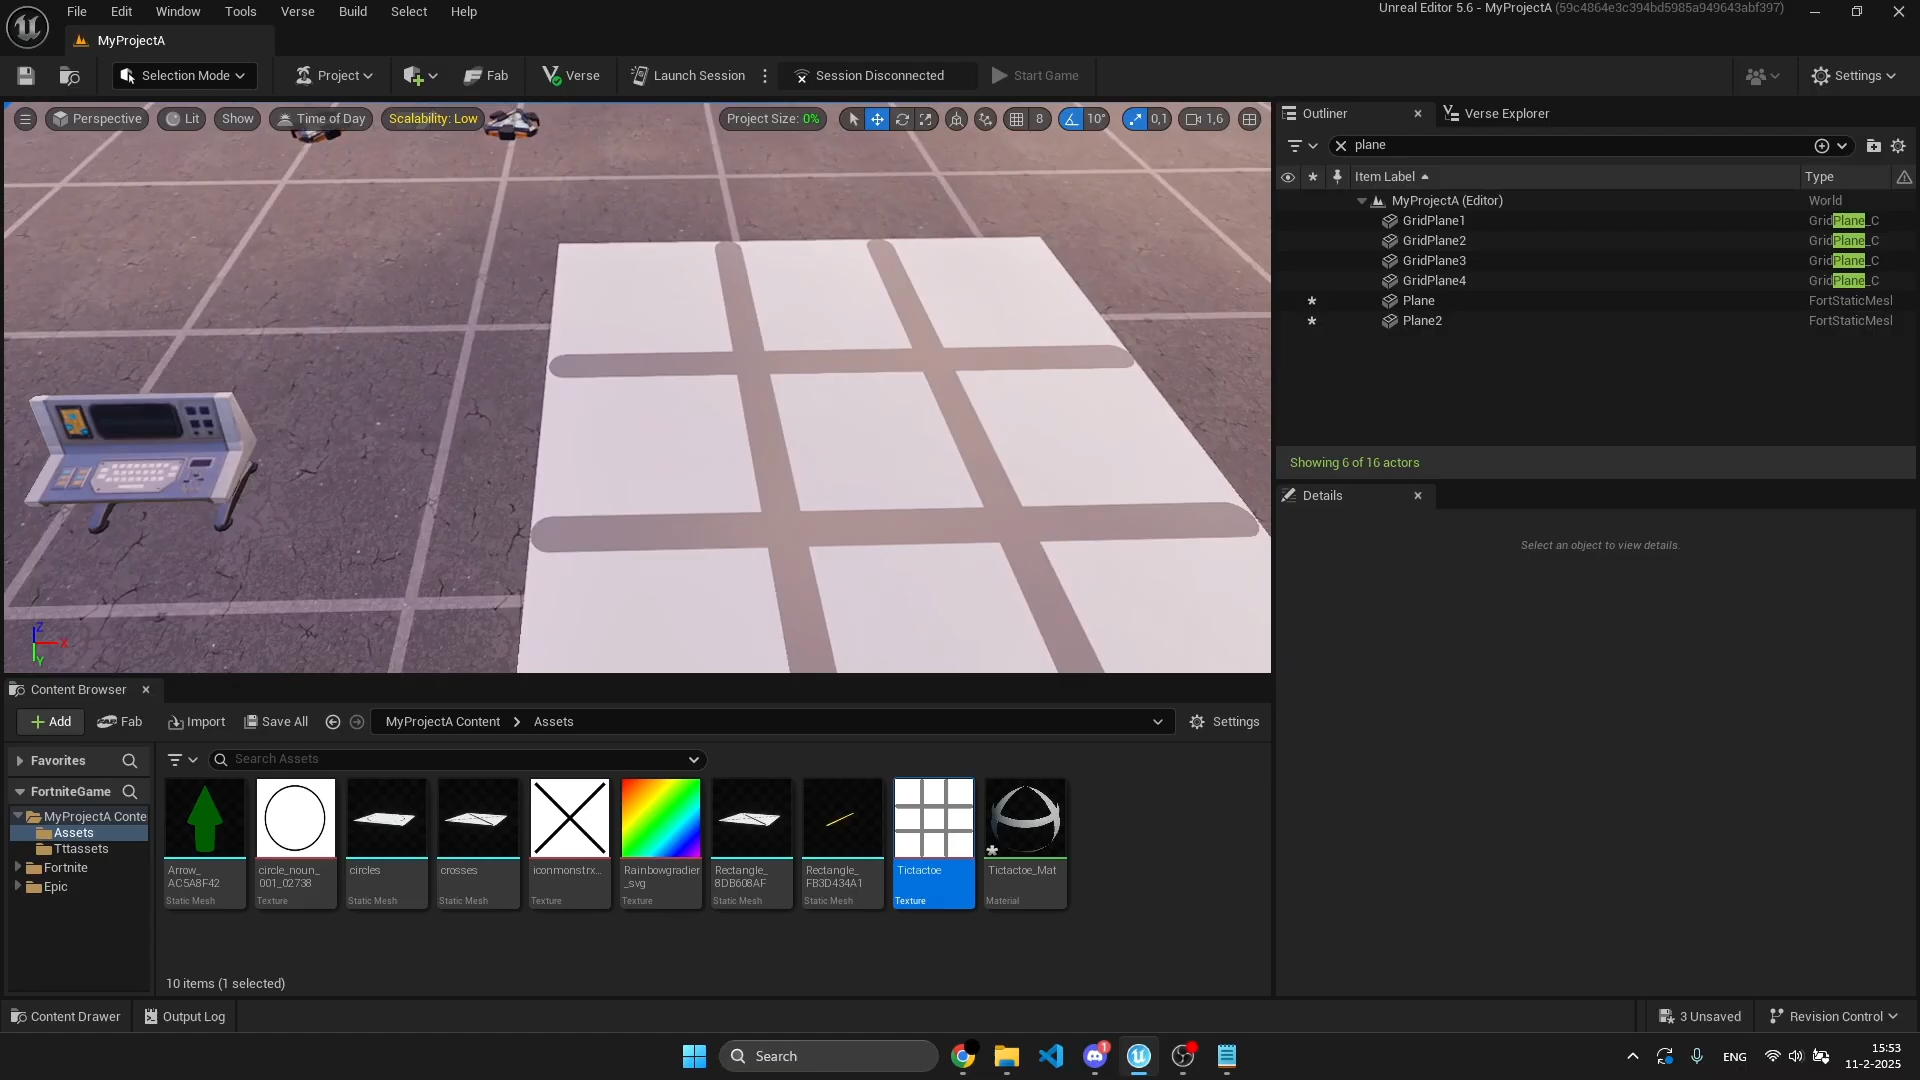 File Edit Window Tools Verse Build Select Help
Unreal Editor 5.6 - MyProjectA (59c4864e3c394bd5985a949643abf397)
MyProjectA
Selection Mode Project Fab Verse Launch Session Session Disconnected Start Game Settings
Perspective Lit Show Time of Day Scalability: Low Project Size: 0% 8 10° 0,1 1,6
Outliner Verse Explorer
plane
Item Label Type
MyProjectA (Editor) World
GridPlane1 GridPlane_C
GridPlane2 GridPlane_C
GridPlane3 GridPlane_C
GridPlane4 GridPlane_C
* Plane FortStaticMesl
* Plane2 FortStaticMesl
Showing 6 of 16 actors
Details
Select an object to view details.
Z
X
Y
Content Browser
Add Fab Import Save All MyProjectA Content Assets Settings
Favorites Search Assets
FortniteGame
MyProjectA Conte
Assets
Tttassets
Fortnite
Epic
Arrow_
AC5A8F42
Static Mesh
circle_noun_
001_02738
Texture
circles
Static Mesh
crosses
Static Mesh
iconmonstrx...
Texture
Rainbowgradier
_svg
Texture
Rectangle_
8DB608AF
Static Mesh
Rectangle_
FB3D434A1
Static Mesh
Tictactoe
Texture
Tictactoe_Mat
Material
10 items (1 selected)
Content Drawer Output Log 3 Unsaved Revision Control
Search 1 ENG 15:53
11-2-2025